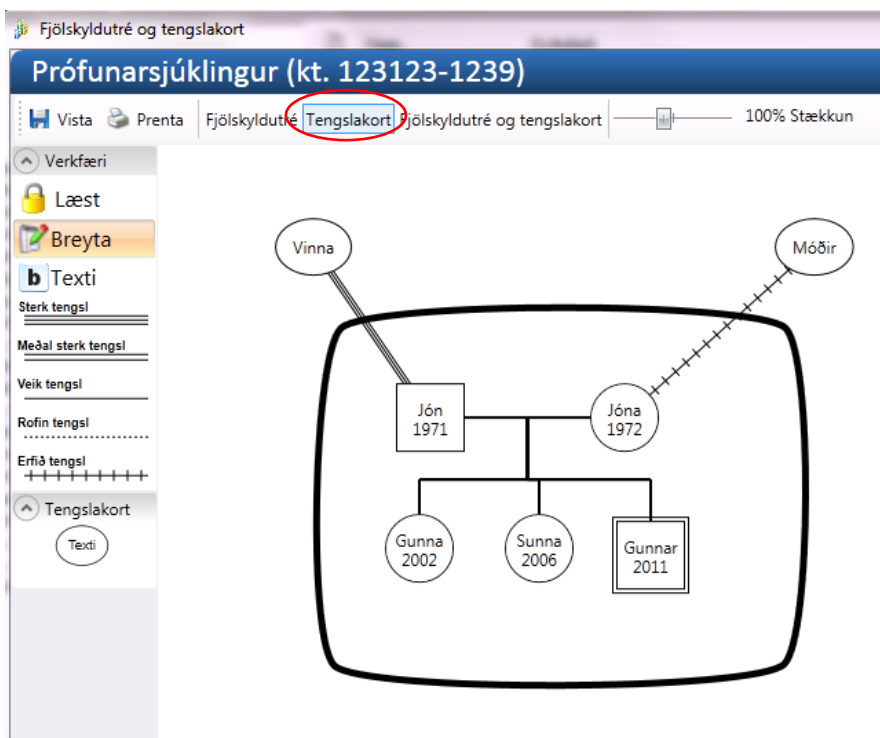 Fjölskyldutré og tengslakort
Prófunarsjúklingur (kt. 123123-1239)
Vista Prenta Fjölskyldutré Tengslakort Fjölskyldutré og tengslakort 100% Stækkun
Verkfæri
Læst
Breyta
b Texti
Sterk tengsl
Meðal sterk tengsl
Veik tengsl
Rofin tengsl
Erfið tengsl
Tengslakort
Texti
Vinna
Móðir
Jón
1971
Jóna
1972
Gunna
2002
Sunna
2006
Gunnar
2011